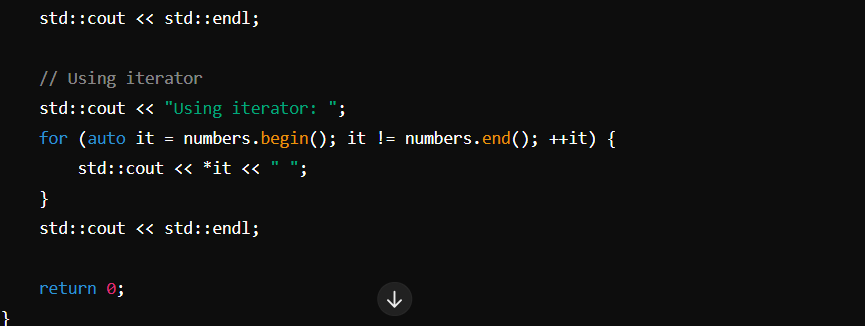 std::cout << std::endl;
// Using iterator
std::cout << "Using iterator: ";
for (auto it = numbers.begin(); it != numbers.end(); ++it) {
std::cout << *it << " ";
}
std::cout << std::endl;
return 0;
}